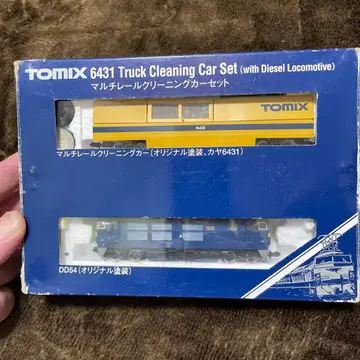 TOMIX 6431 Truck Cleaning Car Set (with Diesel Locomotive)
マルチレールクリーニングカーセット
TOMIX
6431
マルチレールクリーニングカー(オリジナル塗装、カヤ6431)
DD54(オリジナル塗装)